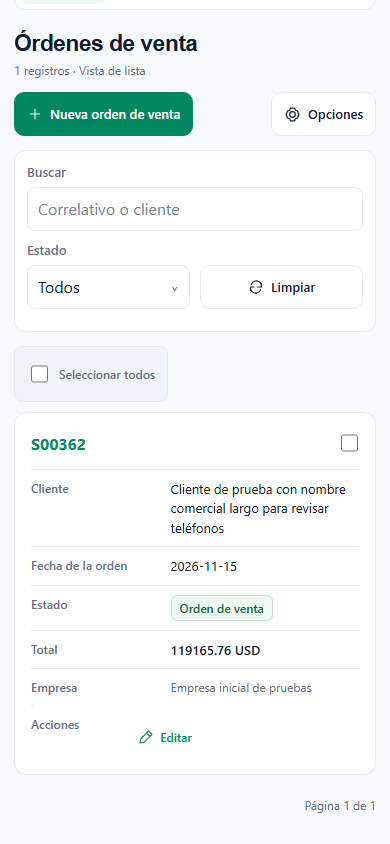 Órdenes de venta
1 registros · Vista de lista
Nueva orden de venta
Opciones
Buscar
Correlativo o cliente
Estado
Todos
Limpiar
Seleccionar todos
S00362
Cliente
Cliente de prueba con nombre
comercial largo para revisar
teléfonos
Fecha de la orden
2026-11-15
Estado
Orden de venta
Total
119165.76 USD
Empresa
Empresa inicial de pruebas
Acciones
Editar
Página 1 de 1